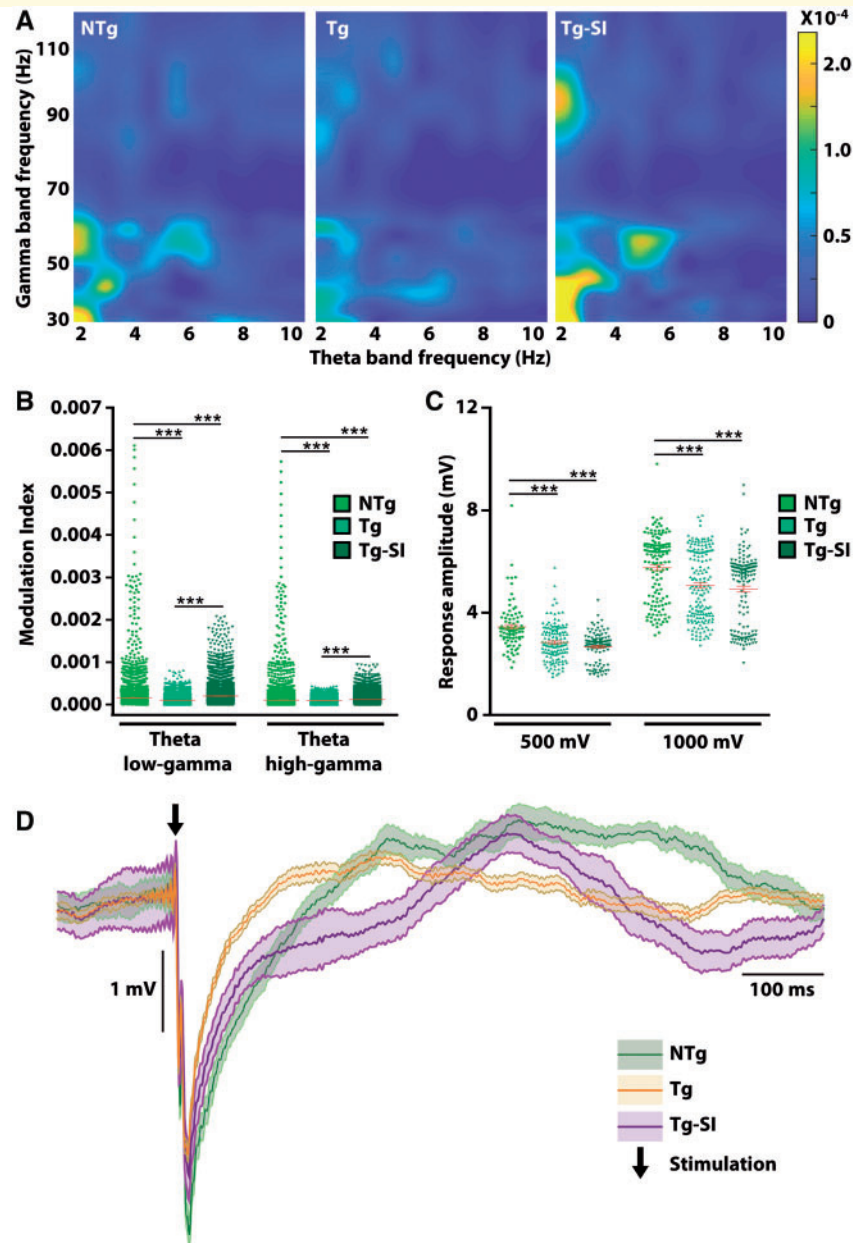 A
NTg
Tg
Tg-SI
X10⁻⁴
110
90
70
50
30
Gamma band frequency (Hz)
2 4 6 8 10
2 4 6 8 10
2 4 6 8 10
Theta band frequency (Hz)
2.0
1.0
0.5
0
B
0.007
0.006
0.005
0.004
0.003
0.002
0.001
0.000
Modulation Index
***
***
***
***
***
***
NTg
Tg
Tg-SI
Theta
low-gamma
Theta
high-gamma
C
12
8
4
0
Response amplitude (mV)
***
***
***
***
NTg
Tg
Tg-SI
500 mV
1000 mV
D
1 mV
100 ms
NTg
Tg
Tg-SI
Stimulation